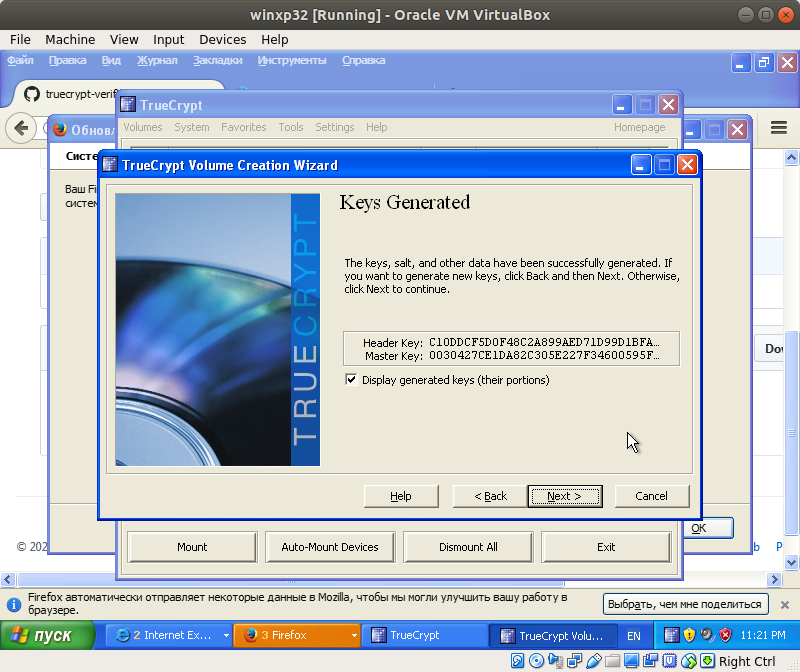 winxp32 [Running] - Oracle VM VirtualBox
File Machine View Input Devices Help
Файл Правка Вид Журнал Закладки Инструменты Справка
truecrypt-verif
TrueCrypt
Volumes System Favorites Tools Settings Help Homepage
Обновл
Систе
Ваш Fi
систем
TrueCrypt Volume Creation Wizard
TRUECRYPT
Keys Generated
The keys, salt, and other data have been successfully generated. If
you want to generate new keys, click Back and then Next. Otherwise,
click Next to continue.
Header Key: C10DDCF5D0F48C2A899AED71D99D1BFA...
Master Key: 0030427CE1DA82C305E227F34600595F...
Display generated keys (their portions)
Dov
Help < Back Next > Cancel
OK
Mount Auto-Mount Devices Dismount All Exit
© 202
b P
Firefox автоматически отправляет некоторые данные в Mozilla, чтобы мы могли улучшить вашу работу в
браузере.
Выбрать, чем мне поделиться
пуск 2 Internet Ex... 3 Firefox TrueCrypt TrueCrypt Volu... EN 11:21 PM
Right Ctrl